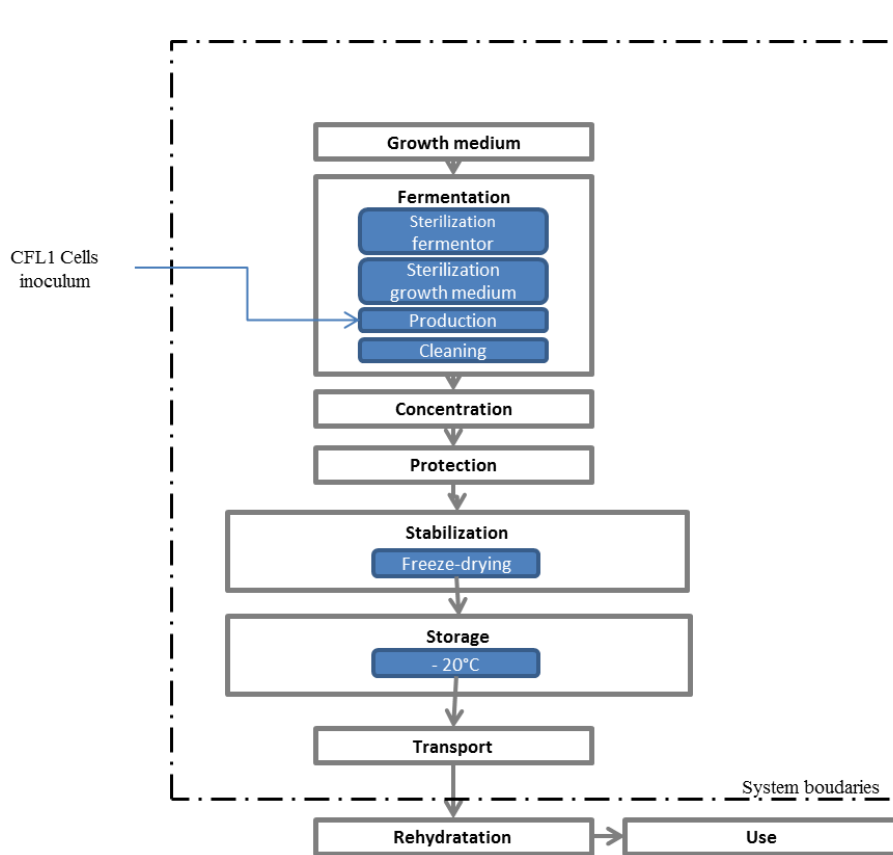 Growth medium
Fermentation
Sterilization
fermentor
Sterilization
growth medium
CFL1 Cells
inoculum
Production
Cleaning
Concentration
Protection
Stabilization
Freeze-drying
Storage
- 20°C
Transport
System boudaries
Rehydratation
Use